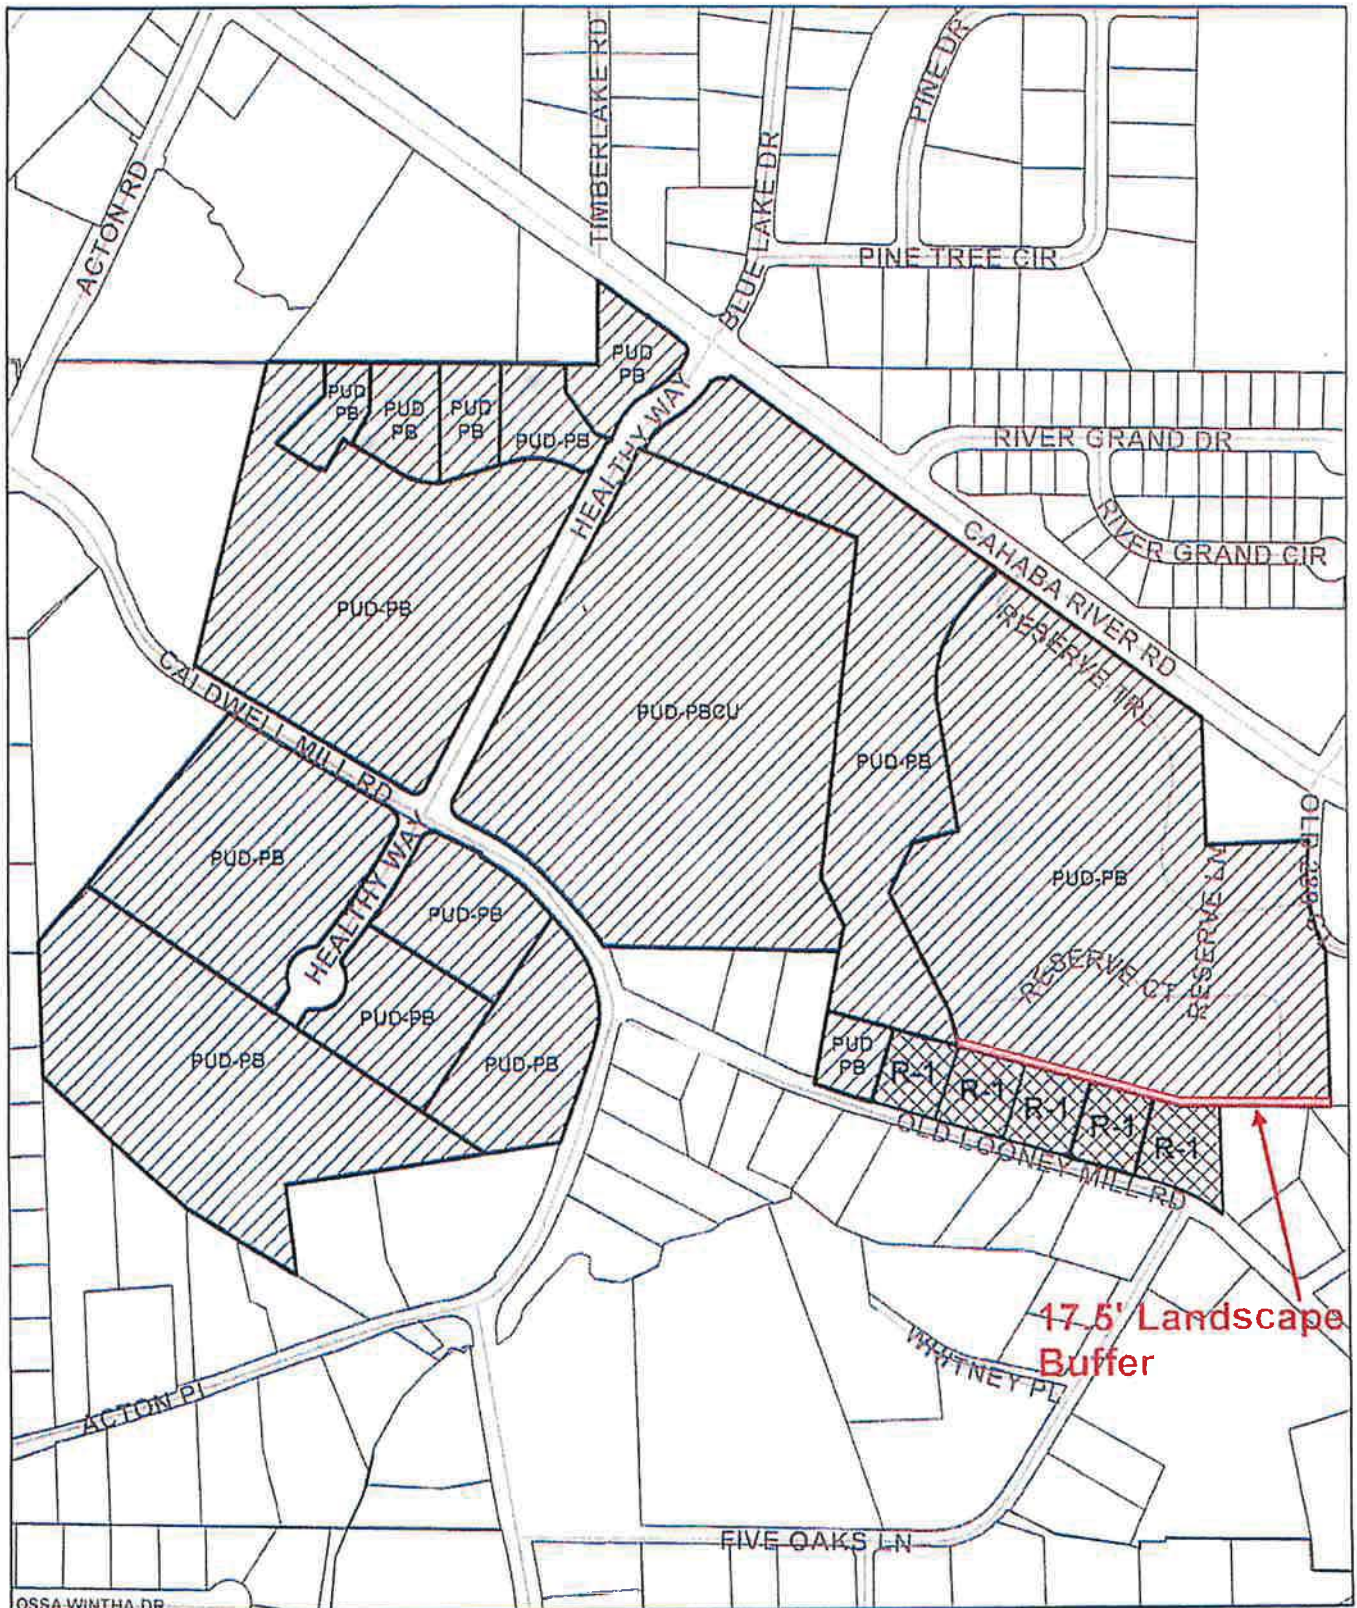 TIMBERLAKE RD
PINE DR
ACTON RD
BLUE LAKE DR
PINE TREE CIR
PUD
PB
PUD
PB
PUD
PB
PUD
PB
PUD-PB
HEALTHY WAY
RIVER GRAND DR
RIVER GRAND CIR
CAHABA RIVER RD
RESERVE TRL
PUD-PB
CALDWELL MILL RD
PUD-PBCU
PUD-PB
PUD-PB
HEALTHY WAY
PUD-PB
PUD-PB
RESERVE LN
RESERVE CT
PUD-PB
PUD-PB
PUD-PB
PUD
PB
R-1
R-1
R-1
R-1
R-1
OLD LOONEY MILL RD
17.5' Landscape
Buffer
WHITNEY PL
ACTON PL
FIVE OAKS LN
OSSA-WINTHA DR